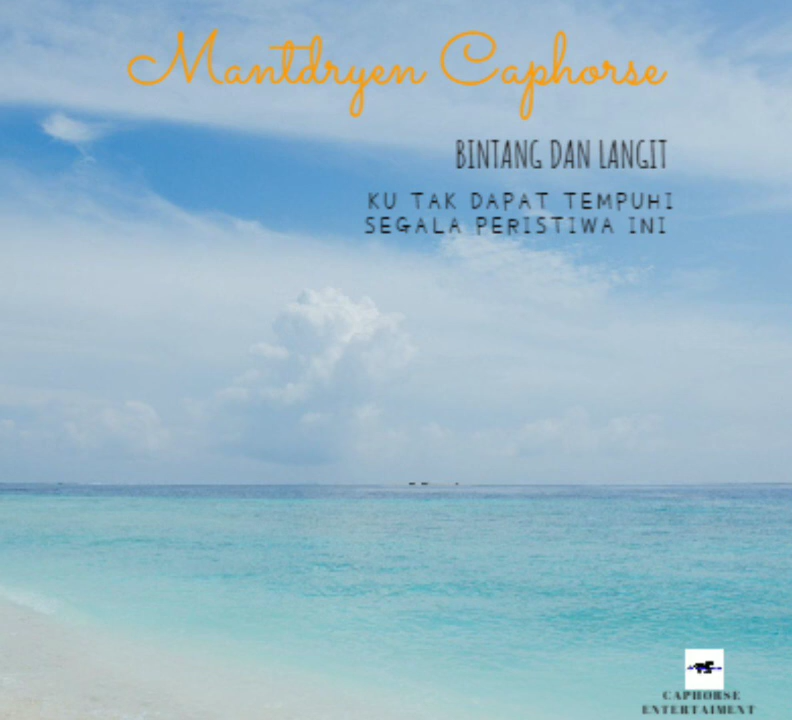 Mantdryen Caphorse
BINTANG DAN LANGIT
KU TAK DAPAT TEMPUHI
SEGALA PERISTIWA INI
CAPHORSE
ENTERTAIMENT